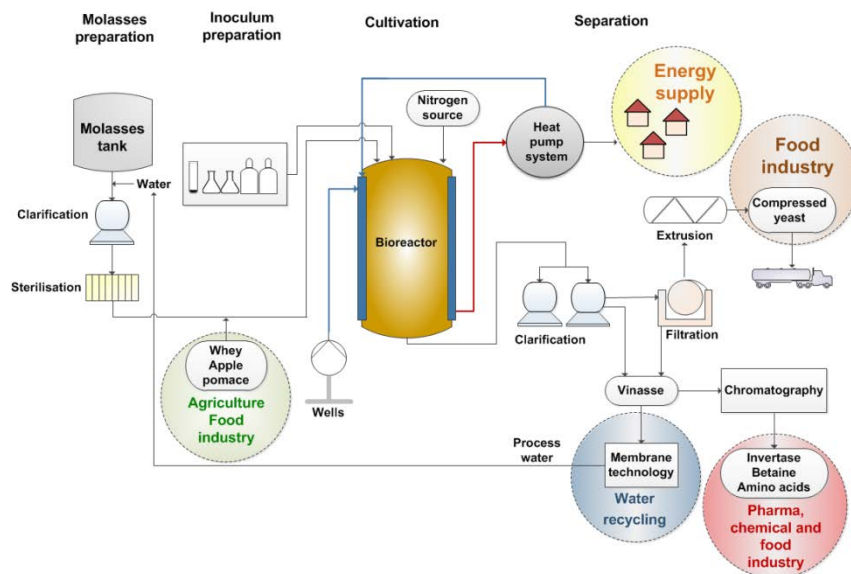 Molasses
preparation
Inoculum
preparation
Cultivation
Separation
Molasses
tank
Water
Clarification
Sterilisation
Whey
Apple
pomace
Agriculture
Food
industry
Nitrogen
source
Bioreactor
Wells
Heat
pump
system
Energy
supply
Food
industry
Compressed
yeast
Extrusion
Clarification
Filtration
Vinasse
Chromatography
Process
water
Membrane
technology
Water
recycling
Invertase
Betaine
Amino acids
Pharma,
chemical and
food
industry